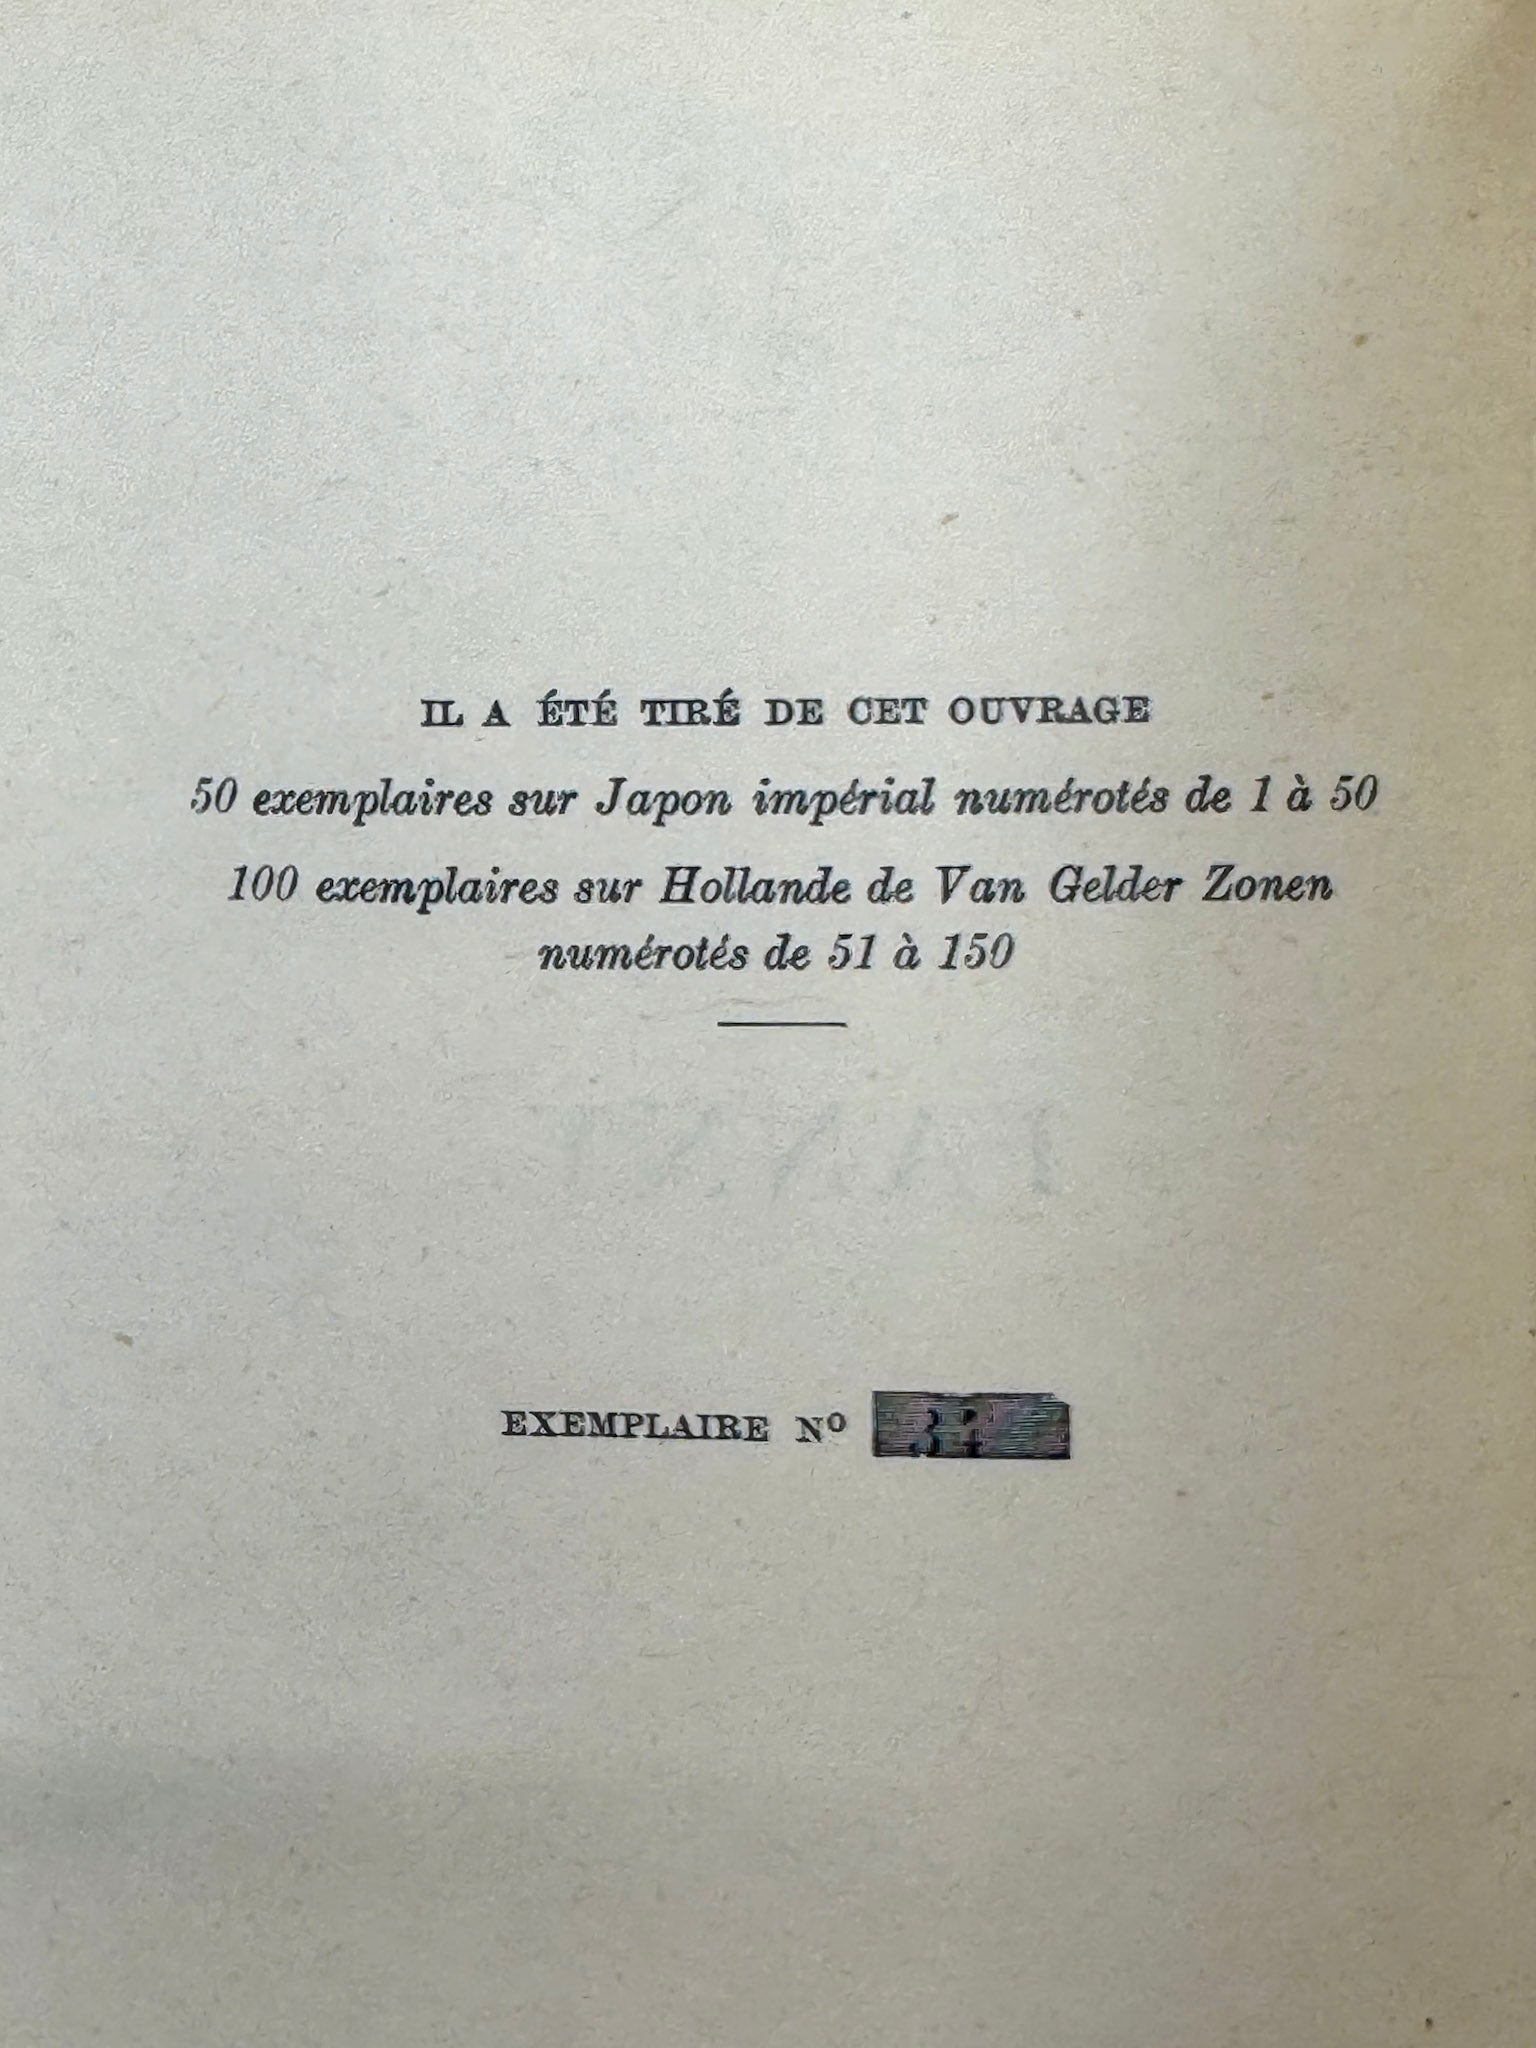 IL A ÉTÉ TIRÉ DE CET OUVRAGE
50 exemplaires sur Japon impérial numérotés de 1 à 50
100 exemplaires sur Hollande de Van Gelder Zonen
numérotés de 51 à 150
EXEMPLAIRE Nº